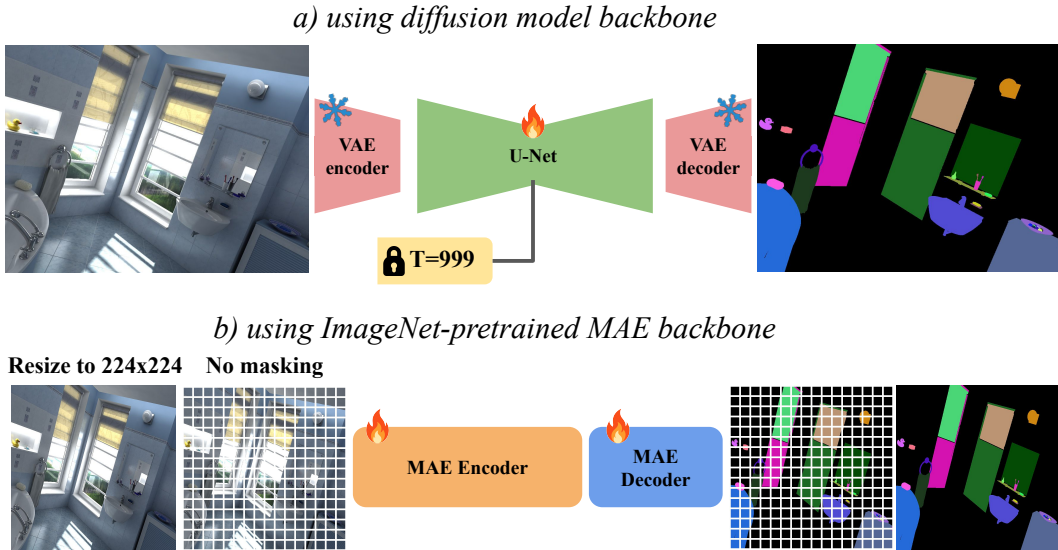 a) using diffusion model backbone
VAE
encoder
U-Net
VAE
decoder
T=999
b) using ImageNet-pretrained MAE backbone
Resize to 224x224 No masking
MAE Encoder
MAE
Decoder